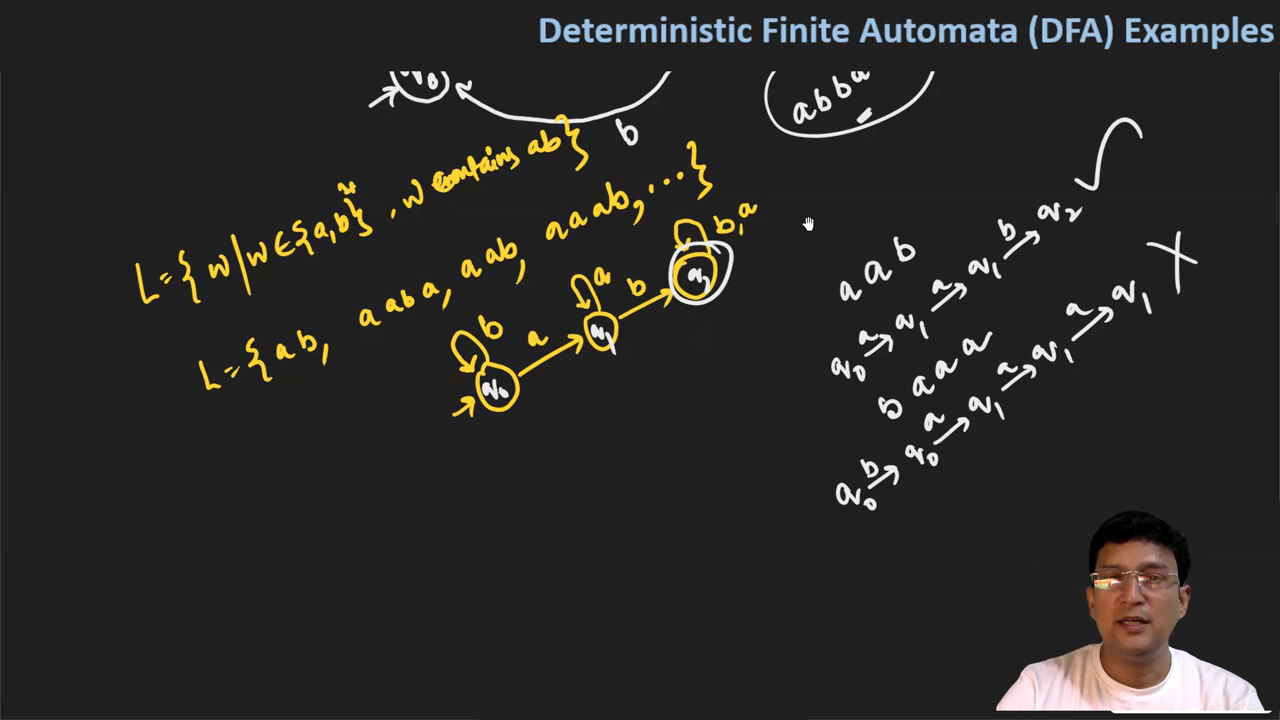 Deterministic Finite Automata (DFA) Examples
q₀
b
abba
L={w|w∈{a,b}*, w contains ab}
L={ab, aaba, aab, aaab, ...}
q₀ b a q₁ a b q₂ b,a
aab
q₀ a→ q₁ a→ q₁ b→ q₂ ✓
baaa
q₀ b→ q₀ a→ q₁ a→ q₁ a→ q₁ ✗